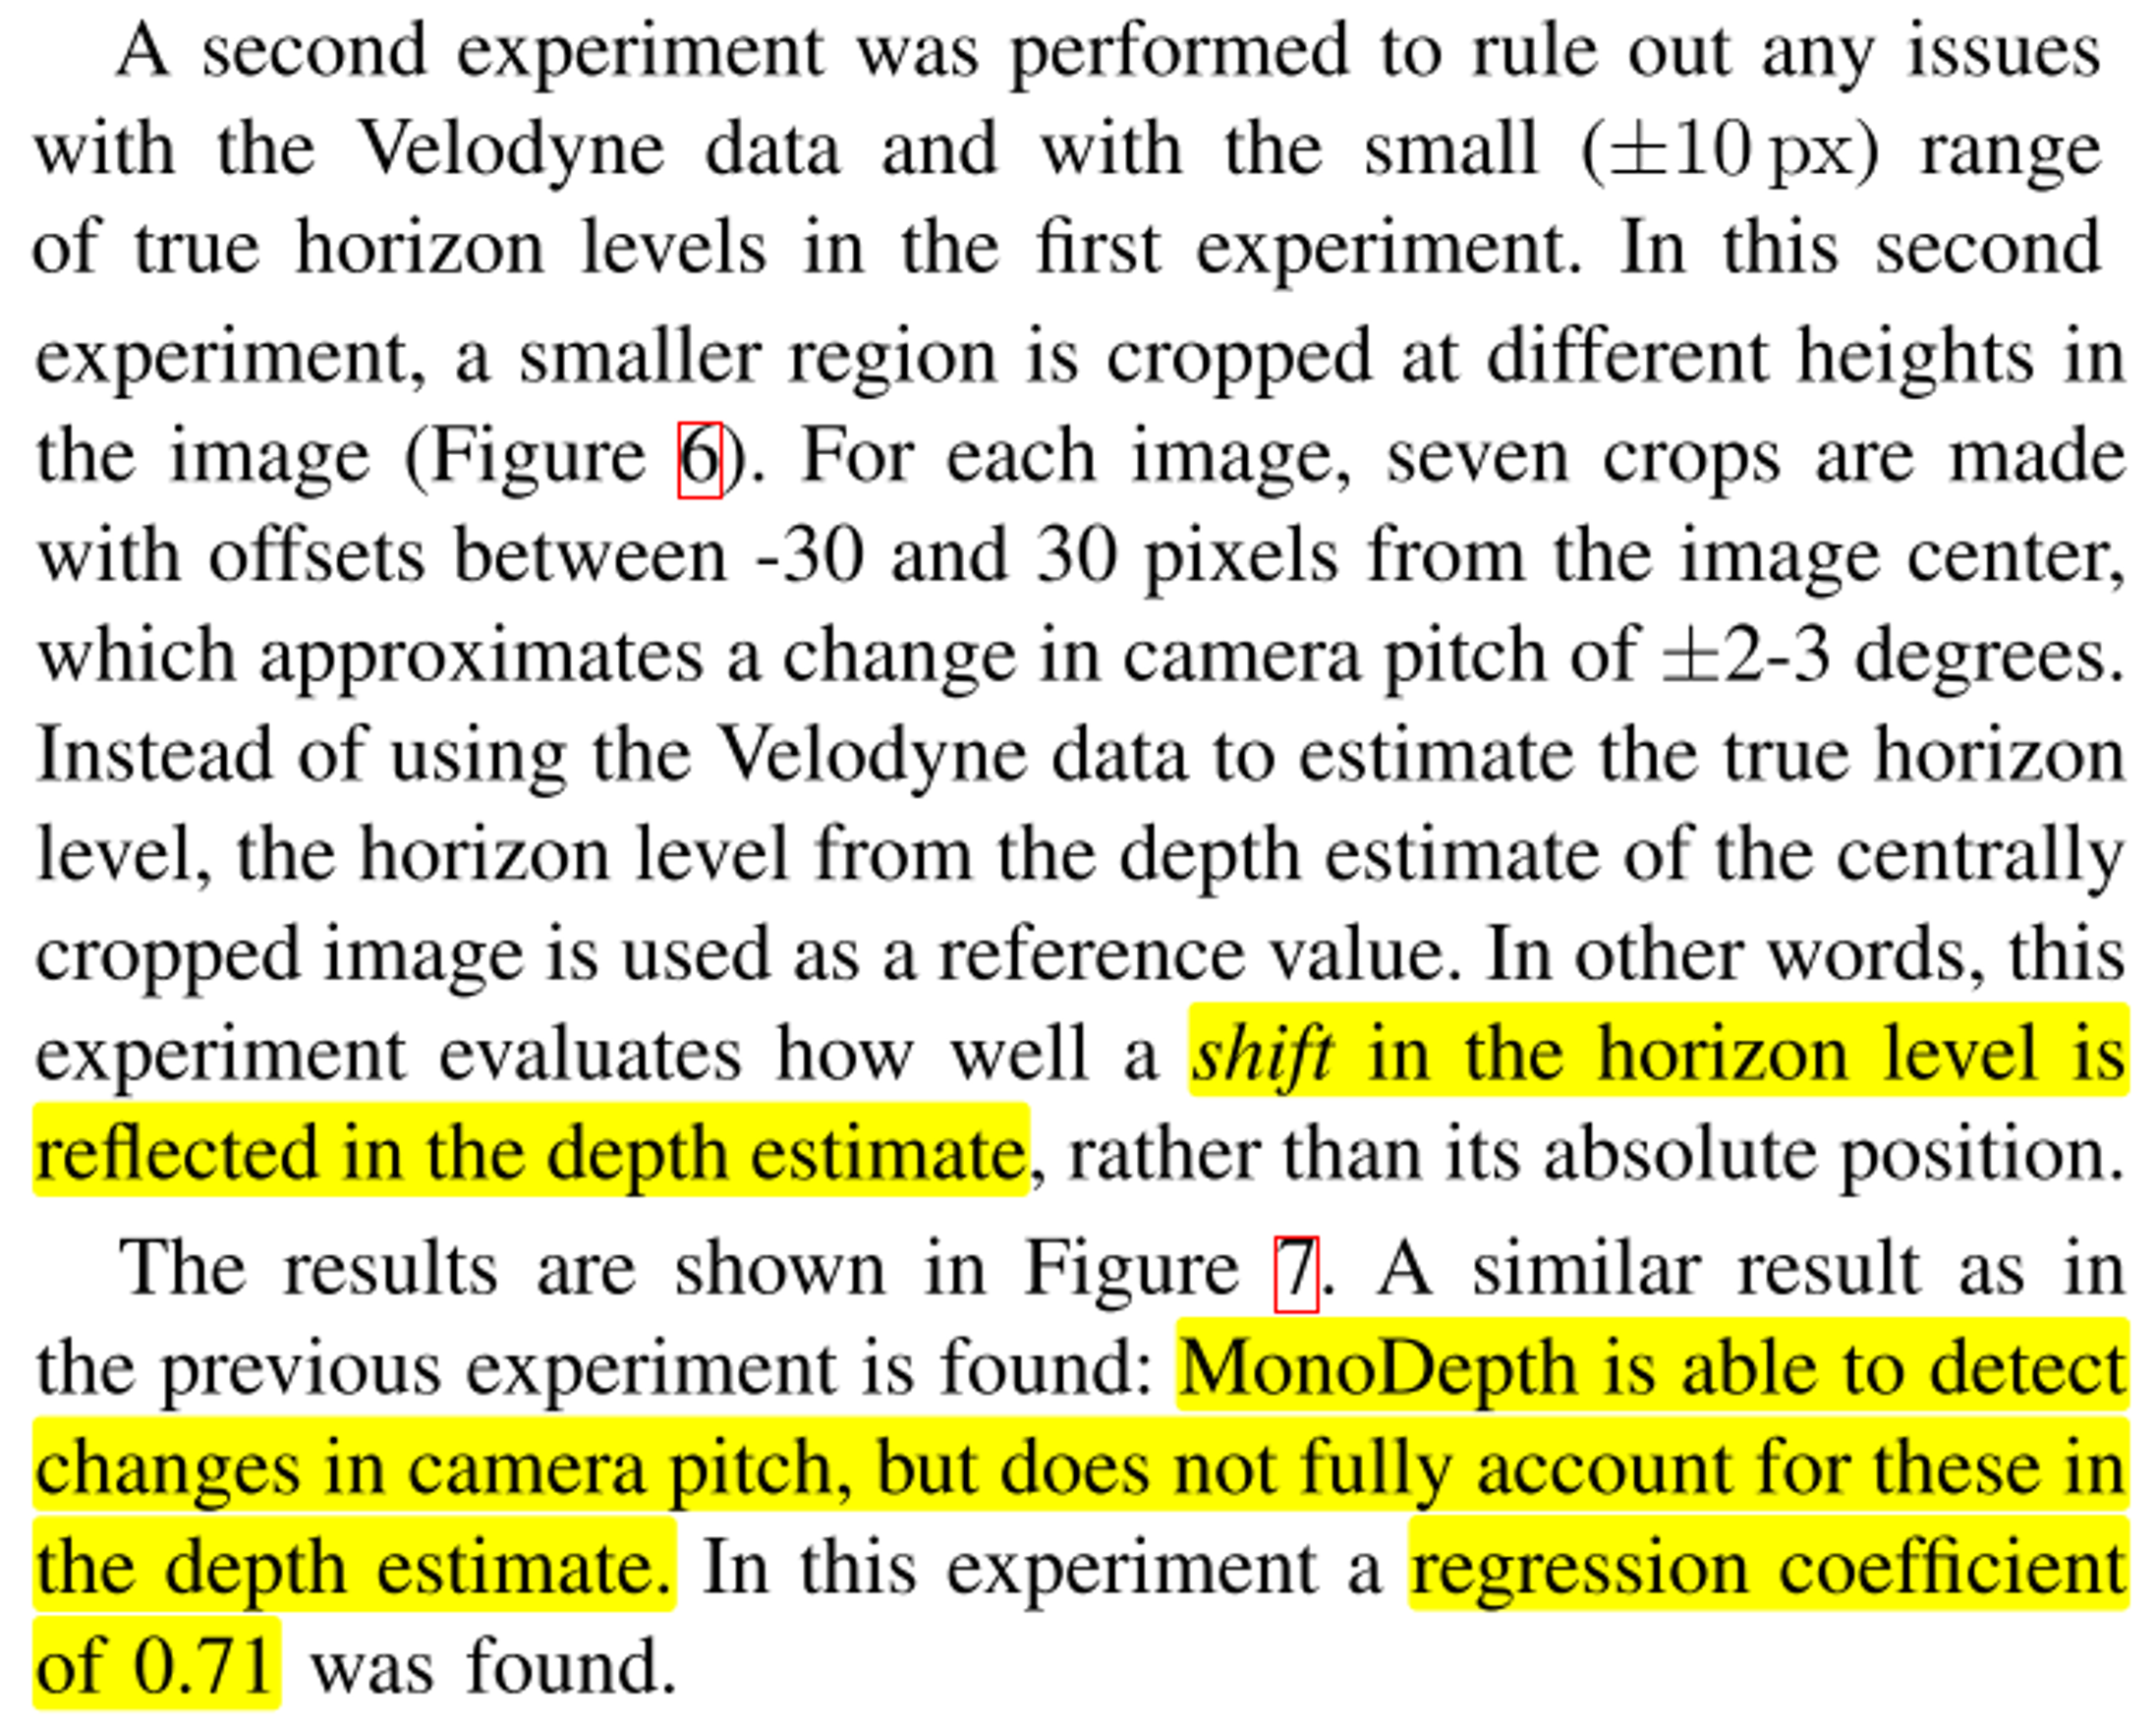 A second experiment was performed to rule out any issues
with the Velodyne data and with the small (±10 px) range
of true horizon levels in the first experiment. In this second
experiment, a smaller region is cropped at different heights in
the image (Figure 6). For each image, seven crops are made
with offsets between -30 and 30 pixels from the image center,
which approximates a change in camera pitch of ±2-3 degrees.
Instead of using the Velodyne data to estimate the true horizon
level, the horizon level from the depth estimate of the centrally
cropped image is used as a reference value. In other words, this
experiment evaluates how well a shift in the horizon level is
reflected in the depth estimate, rather than its absolute position.
The results are shown in Figure 7. A similar result as in
the previous experiment is found: MonoDepth is able to detect
changes in camera pitch, but does not fully account for these in
the depth estimate. In this experiment a regression coefficient
of 0.71 was found.